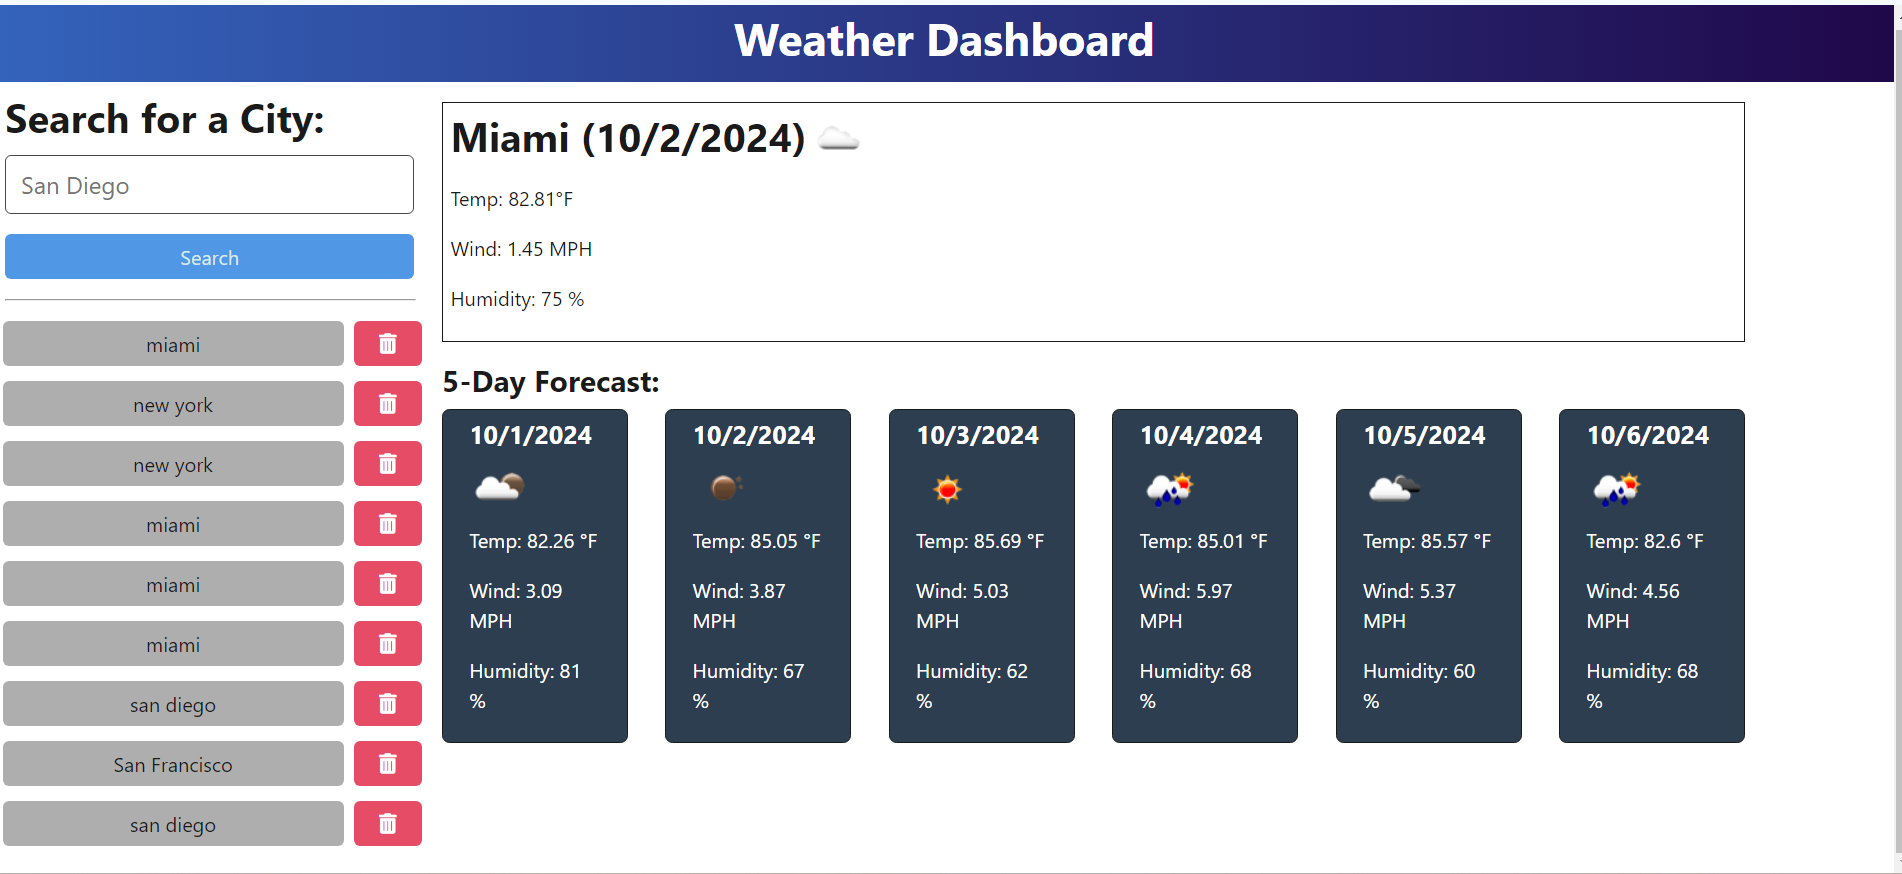 Weather Dashboard
Search for a City:
San Diego
Search
miami
new york
new york
miami
miami
miami
san diego
San Francisco
san diego
Miami (10/2/2024)
Temp: 82.81°F
Wind: 1.45 MPH
Humidity: 75 %
5-Day Forecast:
10/1/2024
Temp: 82.26 °F
Wind: 3.09
MPH
Humidity: 81
%
10/2/2024
Temp: 85.05 °F
Wind: 3.87
MPH
Humidity: 67
%
10/3/2024
Temp: 85.69 °F
Wind: 5.03
MPH
Humidity: 62
%
10/4/2024
Temp: 85.01 °F
Wind: 5.97
MPH
Humidity: 68
%
10/5/2024
Temp: 85.57 °F
Wind: 5.37
MPH
Humidity: 60
%
10/6/2024
Temp: 82.6 °F
Wind: 4.56
MPH
Humidity: 68
%